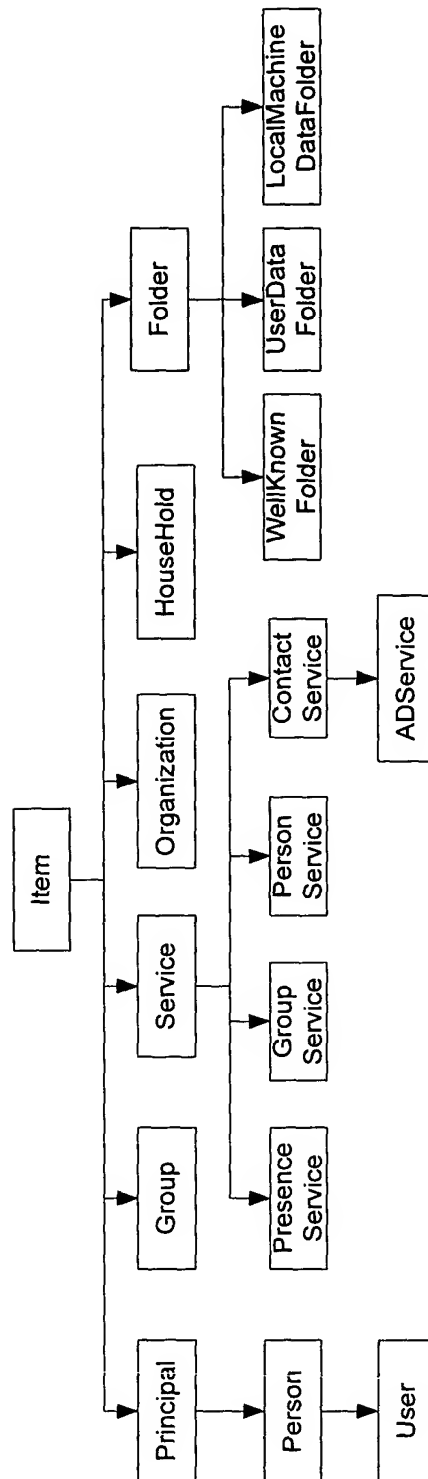 Item
Principal
Group
Service
Organization
HouseHold
Folder
Person
Presence
Service
Group
Service
Person
Service
Contact
Service
WellKnown
Folder
UserData
Folder
LocalMachine
DataFolder
User
ADService